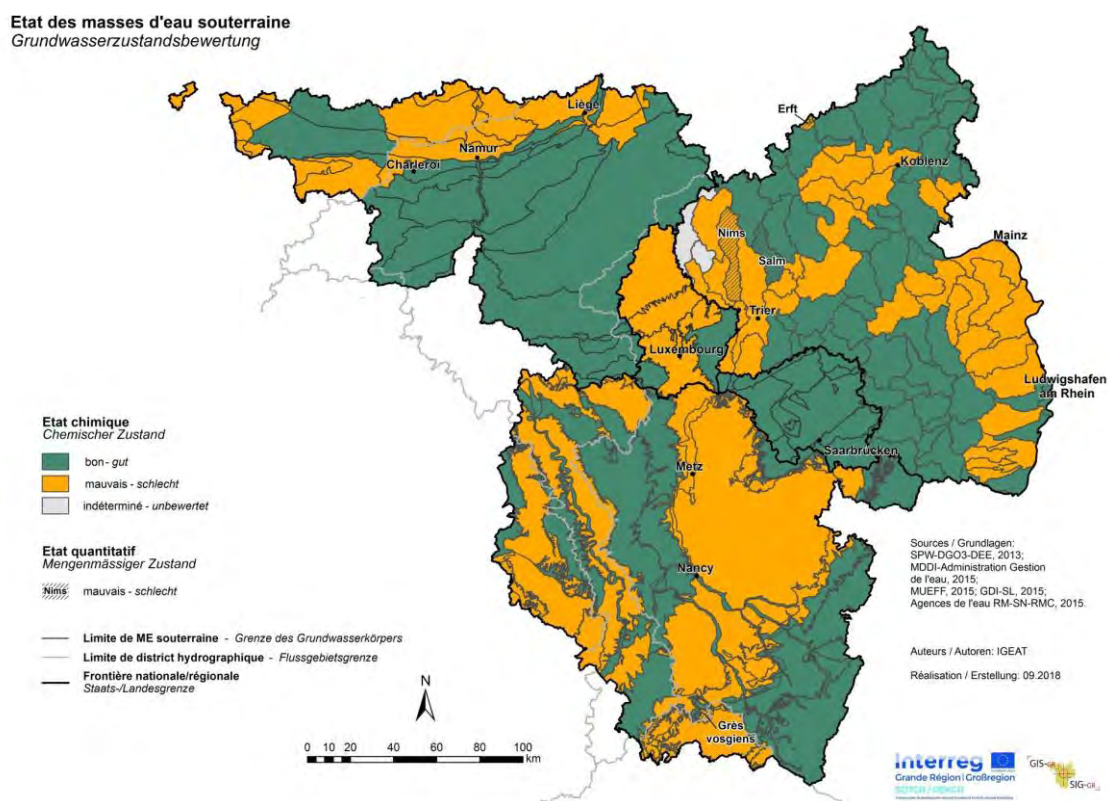 Etat des masses d'eau souterraine
Grundwasserzustandsbewertung
Liège
Erft
Namur
Charleroi
Koblenz
Mainz
Nims
Salm
Trier
Luxembourg
Ludwigshafen
am Rhein
Saarbrücken
Metz
Nancy
Grès
vosgiens
Etat chimique
Chemischer Zustand
bon - gut
mauvais - schlecht
indéterminé - unbewertet
Etat quantitatif
Mengenmässiger Zustand
Nims mauvais - schlecht
Limite de ME souterraine - Grenze des Grundwasserkörpers
Limite de district hydrographique - Flussgebietsgrenze
Frontière nationale/régionale
Staats-/Landesgrenze
N
0 10 20 40 60 80 100
km
Sources / Grundlagen:
SPW-DGO3-DEE, 2013;
MDDI-Administration Gestion
de l'eau, 2015;
MUEFF, 2015; GDI-SL, 2015;
Agences de l'eau RM-SN-RMC, 2015.
Auteurs / Autoren: IGEAT
Réalisation / Erstellung: 09.2018
Interreg
Grande Région | Großregion
GIS-GR
SIG-GR